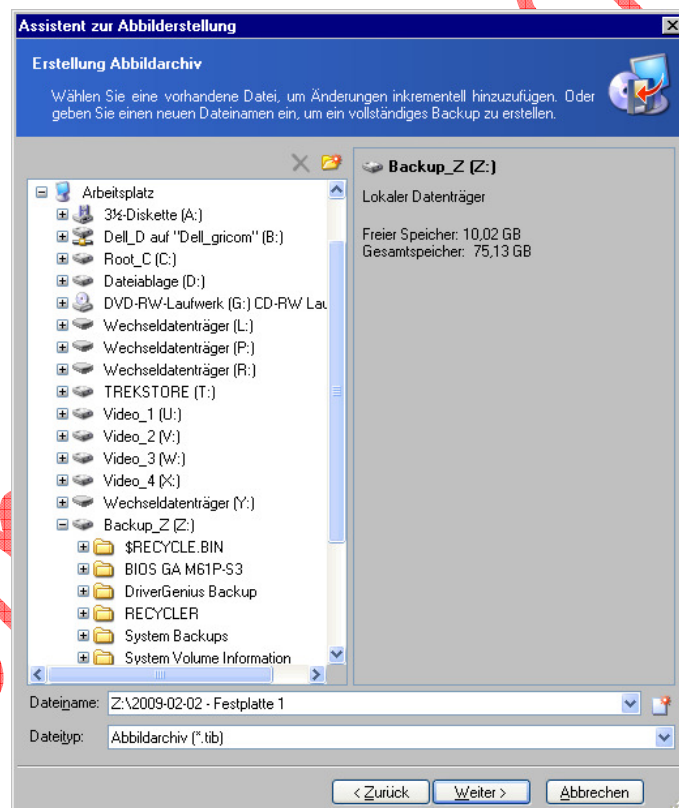 Assistent zur Abbilderstellung
Erstellung Abbildarchiv
Wählen Sie eine vorhandene Datei, um Änderungen inkrementell hinzuzufügen. Oder
geben Sie einen neuen Dateinamen ein, um ein vollständiges Backup zu erstellen.
Arbeitsplatz
3½-Diskette (A:)
Dell_D auf "Dell_gricom" (B:)
Root_C (C:)
Dateiablage (D:)
DVD-RW-Laufwerk (G:) CD-RW Lau
Wechseldatenträger (L:)
Wechseldatenträger (P:)
Wechseldatenträger (R:)
TREKSTORE (T:)
Video_1 (U:)
Video_2 (V:)
Video_3 (W:)
Video_4 (X:)
Wechseldatenträger (Y:)
Backup_Z (Z:)
$RECYCLE.BIN
BIOS GA M61P-S3
DriverGenius Backup
RECYCLER
System Backups
System Volume Information
Backup_Z (Z:)
Lokaler Datenträger
Freier Speicher: 10,02 GB
Gesamtspeicher: 75,13 GB
Dateiname: Z:\2009-02-02 - Festplatte 1
Dateityp: Abbildarchiv (*.tib)
< Zurück Weiter > Abbrechen